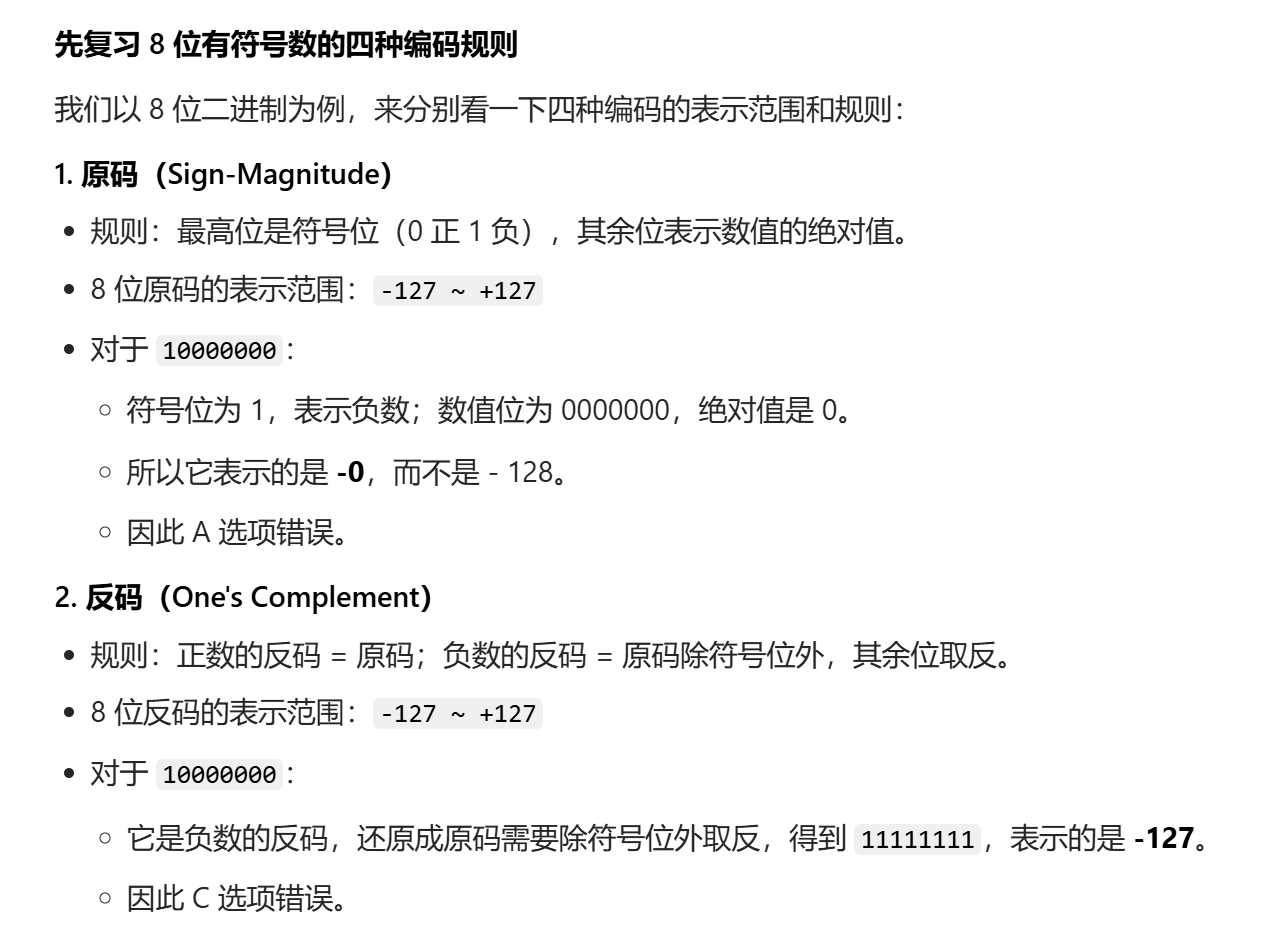 先复习 8 位有符号数的四种编码规则
我们以 8 位二进制为例，来分别看一下四种编码的表示范围和规则：
1. 原码（Sign-Magnitude）
• 规则：最高位是符号位（0 正 1 负），其余位表示数值的绝对值。
• 8 位原码的表示范围： -127 ~ +127
• 对于 10000000：
○ 符号位为 1，表示负数；数值位为 0000000，绝对值是 0。
○ 所以它表示的是 -0，而不是 - 128。
○ 因此 A 选项错误。
2. 反码（One's Complement）
• 规则：正数的反码 = 原码；负数的反码 = 原码除符号位外，其余位取反。
• 8 位反码的表示范围： -127 ~ +127
• 对于 10000000：
○ 它是负数的反码，还原成原码需要除符号位外取反，得到 11111111，表示的是 -127。
○ 因此 C 选项错误。